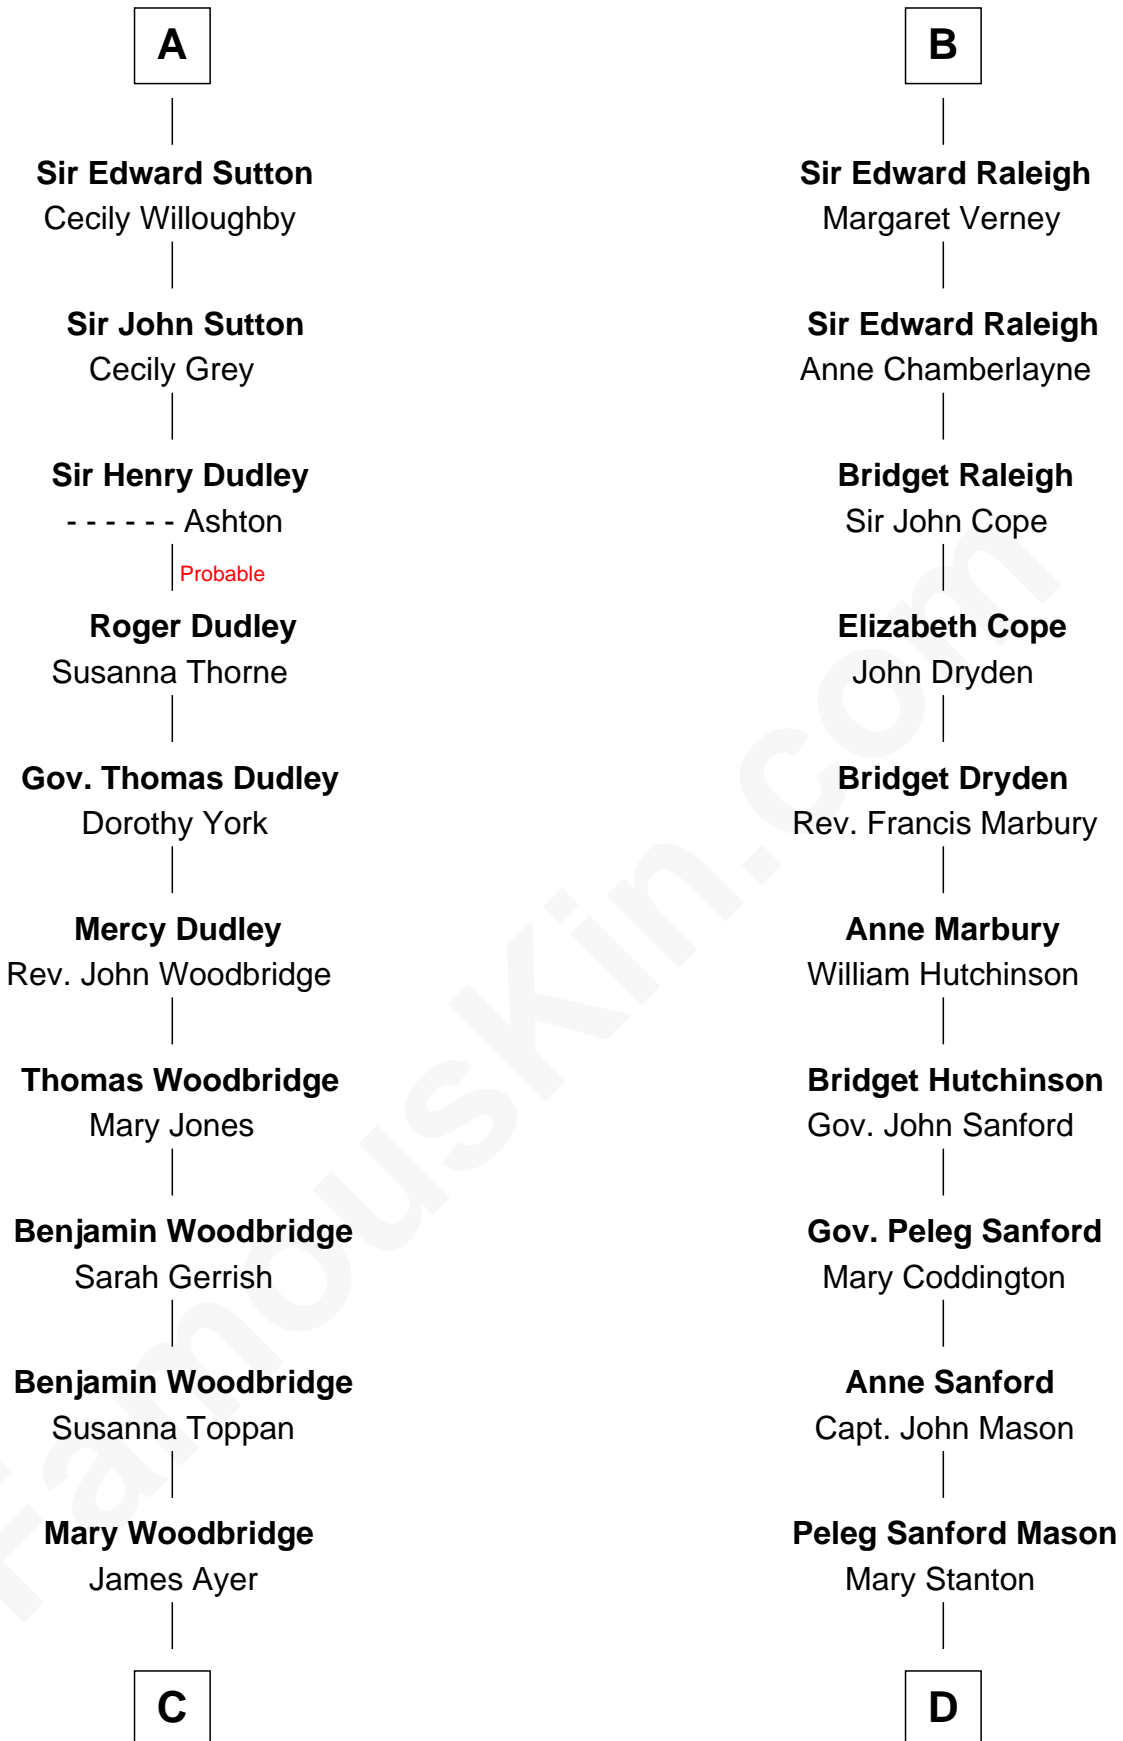 A
Sir Edward Sutton
Cecily Willoughby
Sir John Sutton
Cecily Grey
Sir Henry Dudley
- - - - - - Ashton
Probable
Roger Dudley
Susanna Thorne
Gov. Thomas Dudley
Dorothy York
Mercy Dudley
Rev. John Woodbridge
Thomas Woodbridge
Mary Jones
Benjamin Woodbridge
Sarah Gerrish
Benjamin Woodbridge
Susanna Toppan
Mary Woodbridge
James Ayer
C
B
Sir Edward Raleigh
Margaret Verney
Sir Edward Raleigh
Anne Chamberlayne
Bridget Raleigh
Sir John Cope
Elizabeth Cope
John Dryden
Bridget Dryden
Rev. Francis Marbury
Anne Marbury
William Hutchinson
Bridget Hutchinson
Gov. John Sanford
Gov. Peleg Sanford
Mary Coddington
Anne Sanford
Capt. John Mason
Peleg Sanford Mason
Mary Stanton
D
FamousKin.com